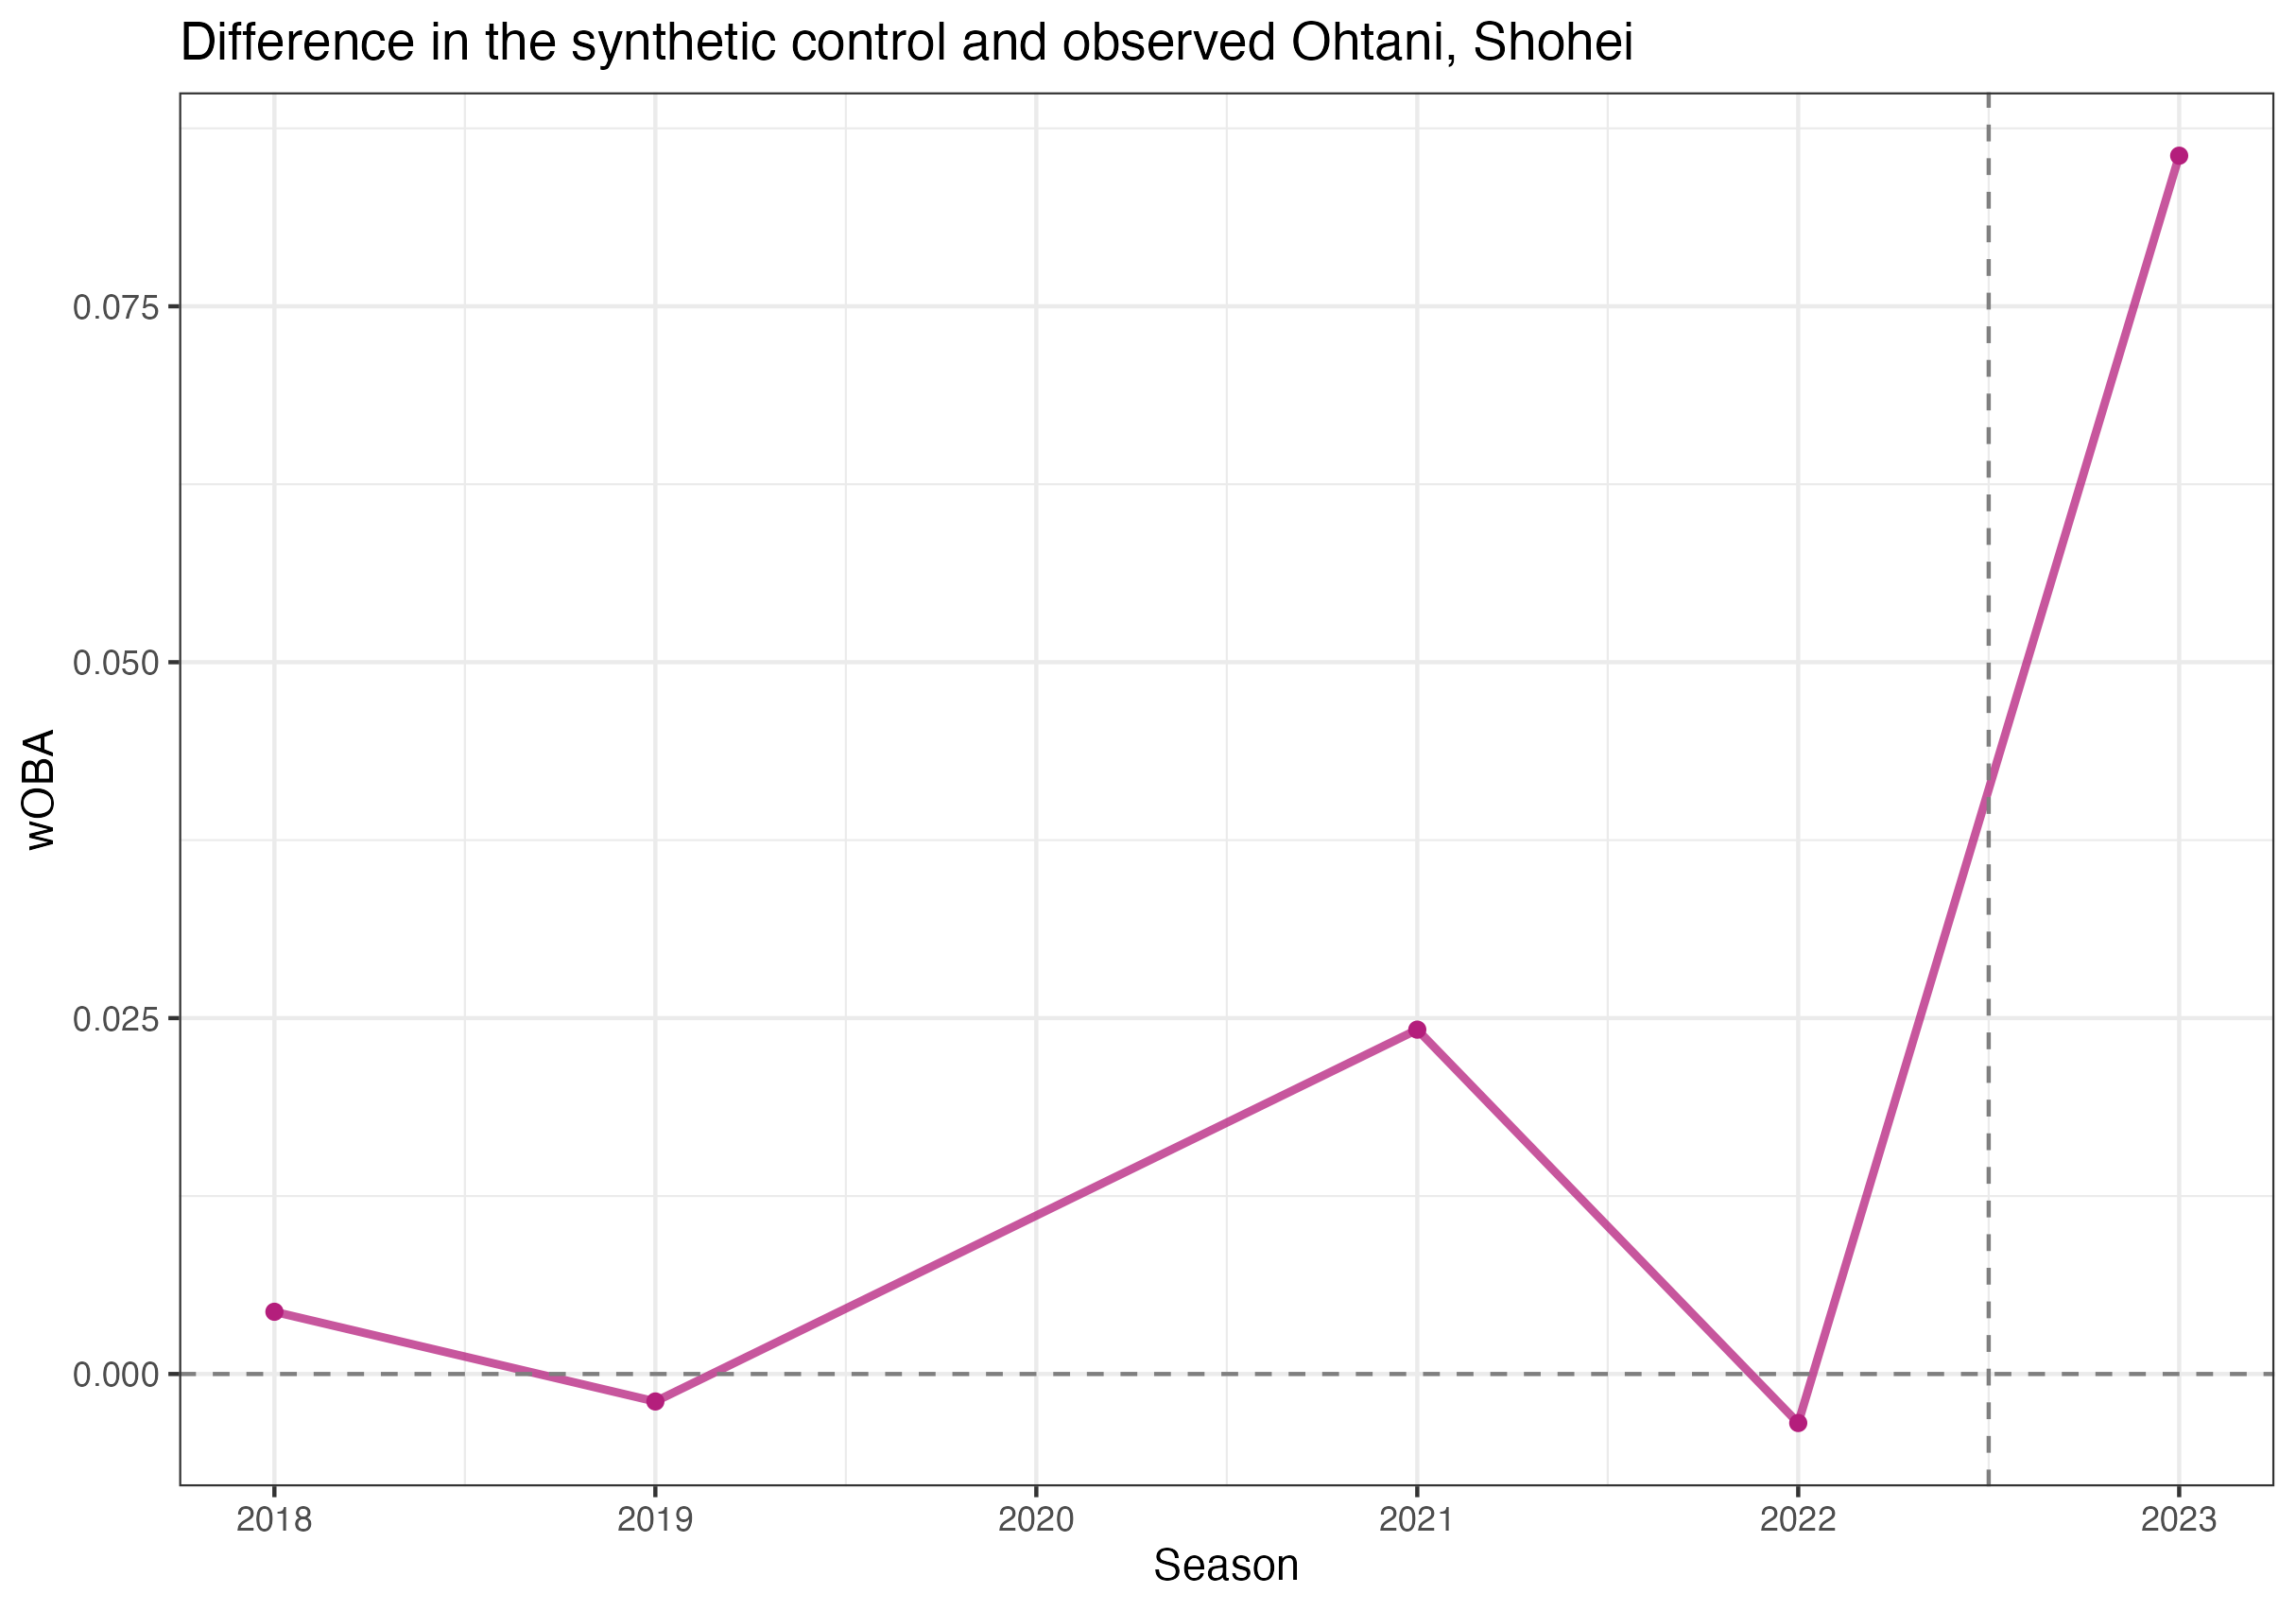 Difference in the synthetic control and observed Ohtani, Shohei
wOBA
0.075
0.050
0.025
0.000
2018 2019 2020 2021 2022 2023
Season